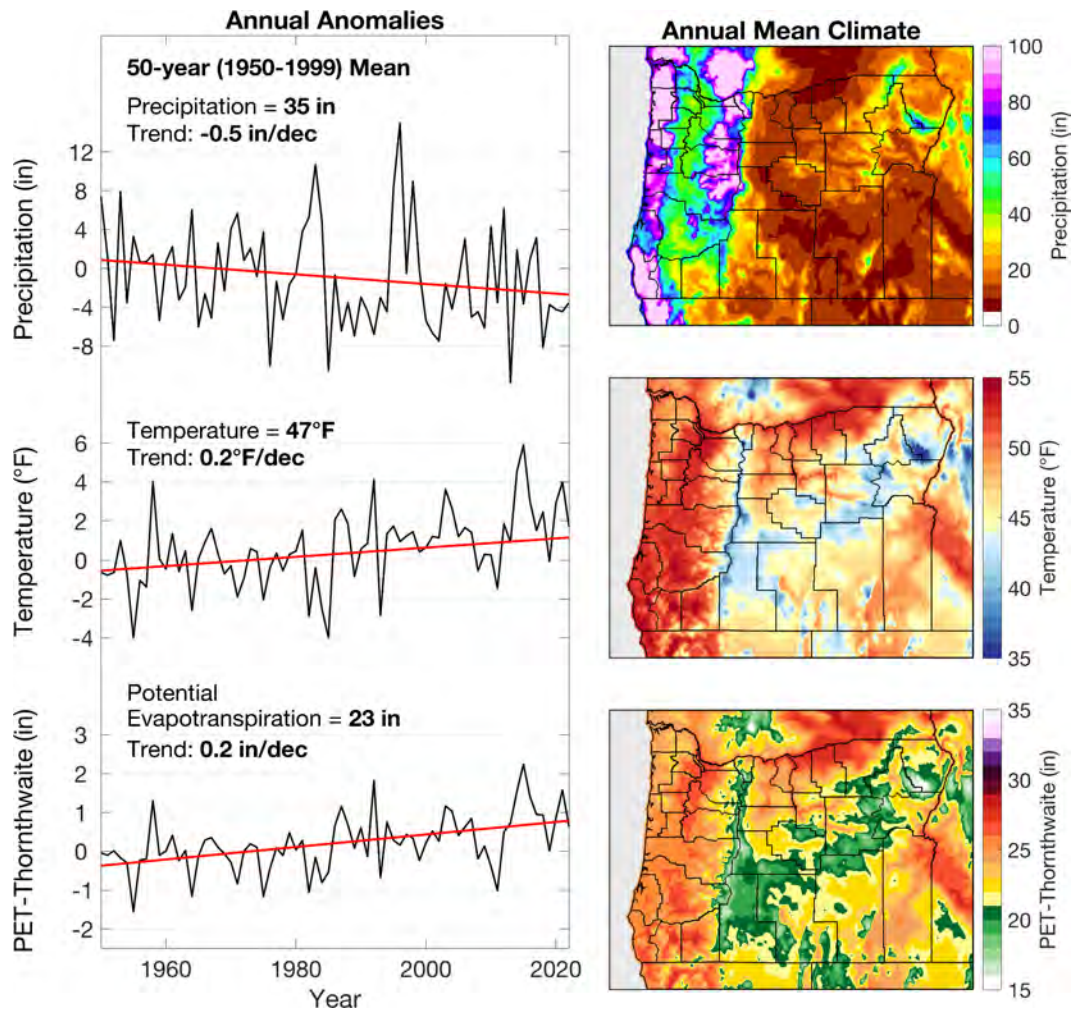 Annual Anomalies
50-year (1950-1999) Mean
Precipitation = 35 in
Trend: -0.5 in/dec
Precipitation (in)
12
8
4
0
-4
-8
Temperature = 47°F
Trend: 0.2°F/dec
Temperature (°F)
6
4
2
0
-2
-4
Potential
Evapotranspiration = 23 in
Trend: 0.2 in/dec
PET-Thornthwaite (in)
3
2
1
0
-1
-2
1960
1980
2000
2020
Year
Annual Mean Climate
100
80
60
40
20
0
Precipitation (in)
55
50
45
40
35
Temperature (°F)
35
30
25
20
15
PET-Thornthwaite (in)